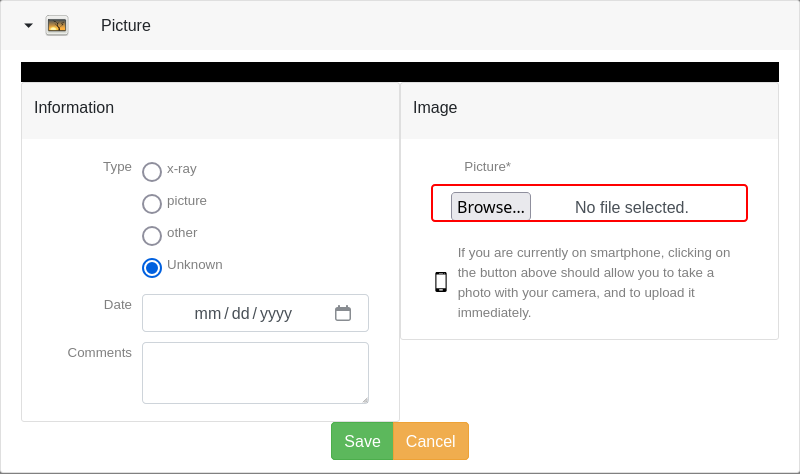 Picture
Information
Type
x-ray
picture
other
Unknown
Date
mm/dd/yyyy
Comments
Image
Picture*
Browse... No file selected.
If you are currently on smartphone, clicking on
the button above should allow you to take a
photo with your camera, and to upload it
immediately.
Save Cancel